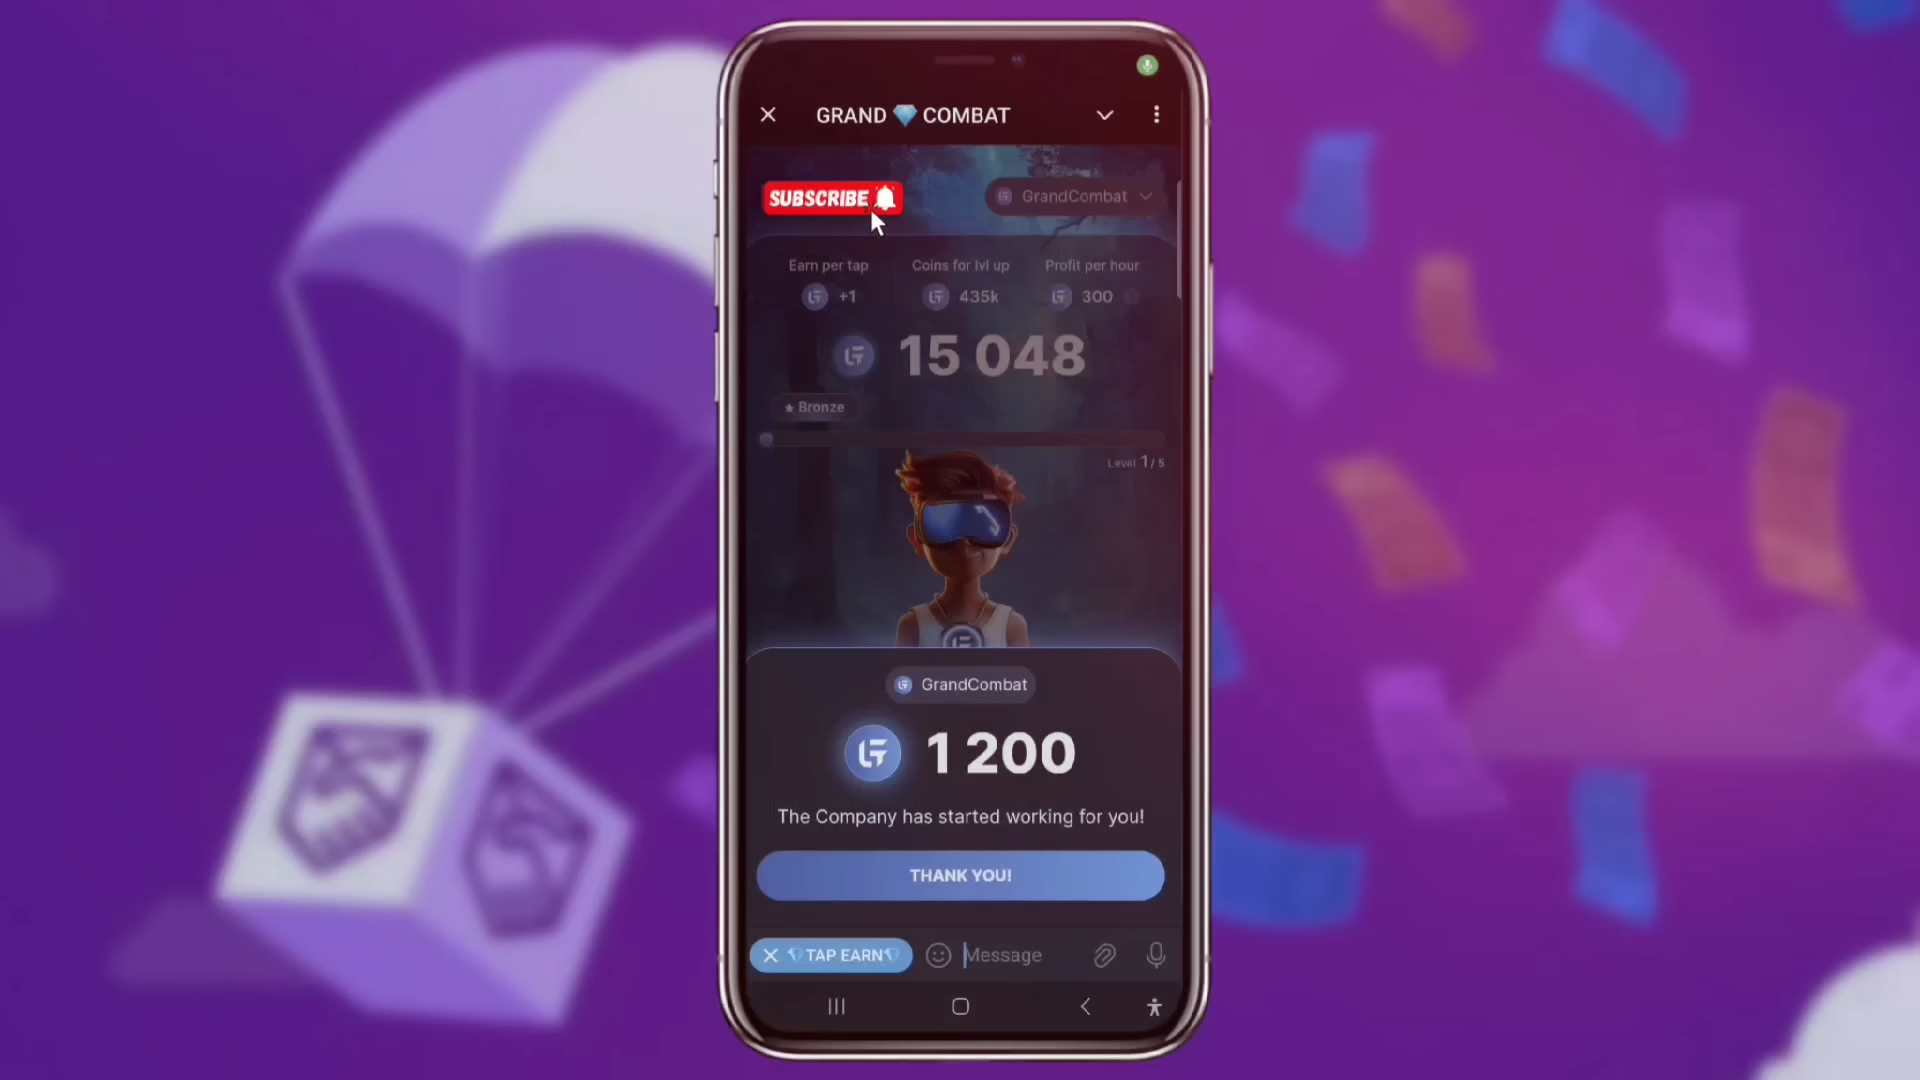 GRAND 💎 COMBAT
SUBSCRIBE
GrandCombat
Earn per tap
Coins for lvl up
Profit per hour
+1
435k
300
15 048
Bronze
Level 1/5
GrandCombat
1 200
The Company has started working for you!
THANK YOU!
💎TAP EARN💎
Message